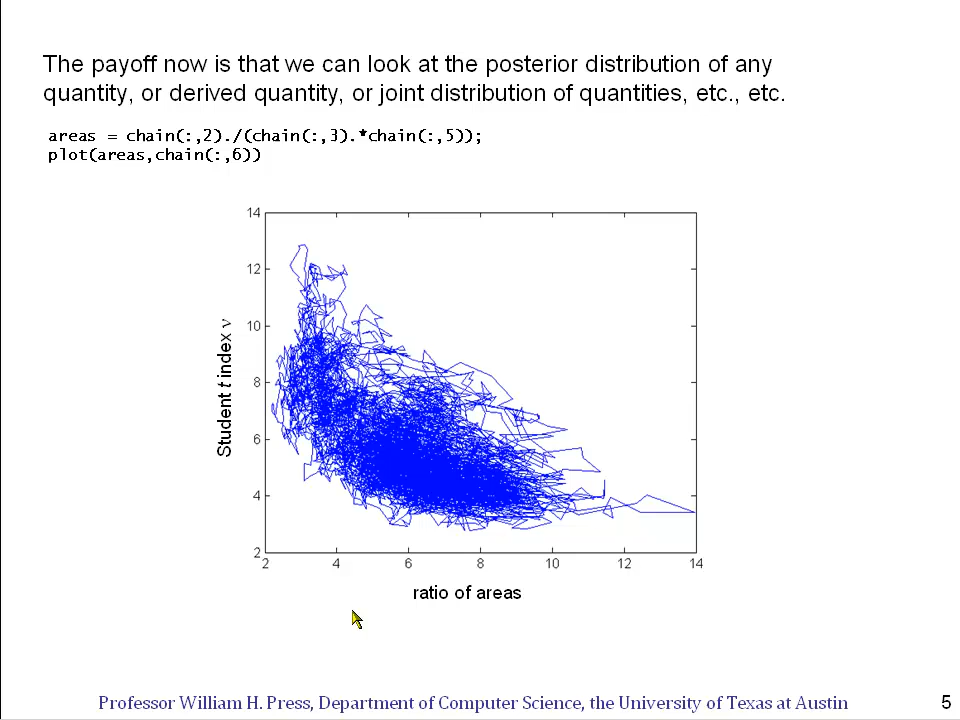 The payoff now is that we can look at the posterior distribution of any
quantity, or derived quantity, or joint distribution of quantities, etc., etc.
areas = chain(:,2)./(chain(:,3).*chain(:,5));
plot(areas,chain(:,6))
14
12
10
8
6
4
2
Student t index ν
2 4 6 8 10 12 14
ratio of areas
Professor William H. Press, Department of Computer Science, the University of Texas at Austin
5